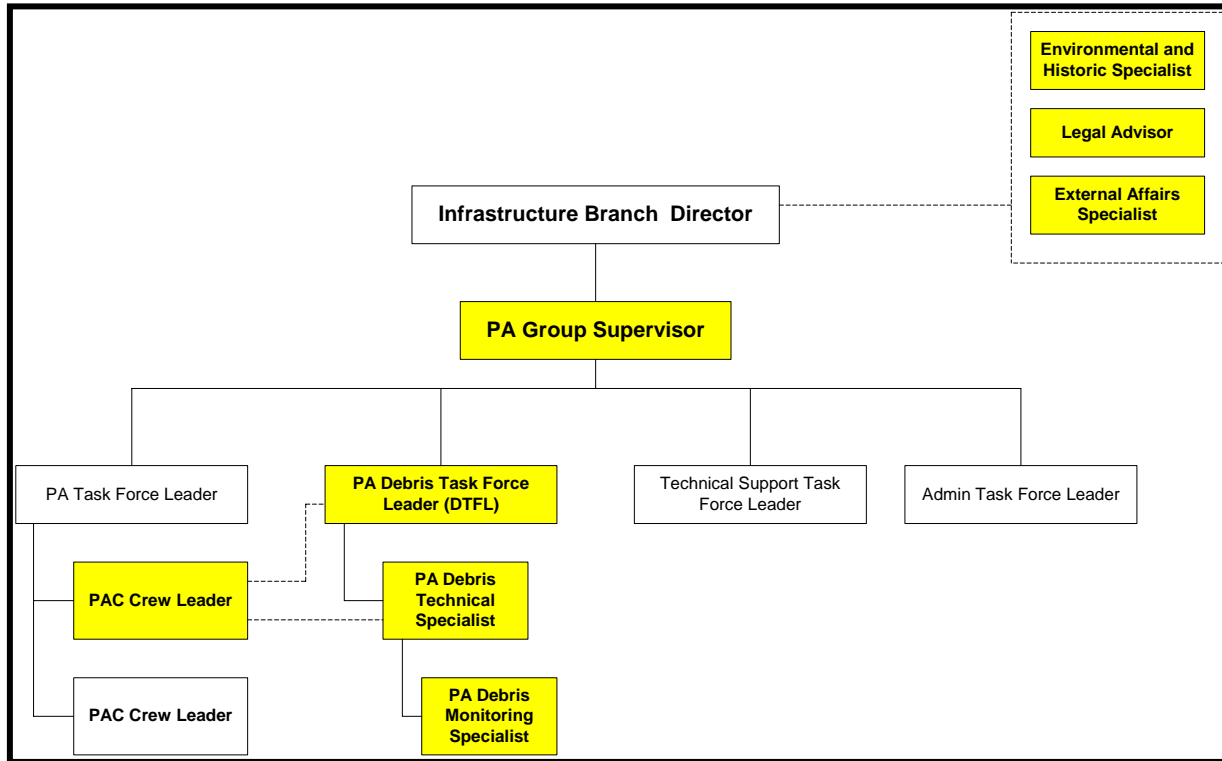 Environmental and
Historic Specialist
Legal Advisor
External Affairs
Specialist
Infrastructure Branch  Director
PA Group Supervisor
PA Task Force Leader
PA Debris Task Force
Leader (DTFL)
Technical Support Task
Force Leader
Admin Task Force Leader
PAC Crew Leader
PA Debris
Technical
Specialist
PAC Crew Leader
PA Debris
Monitoring
Specialist